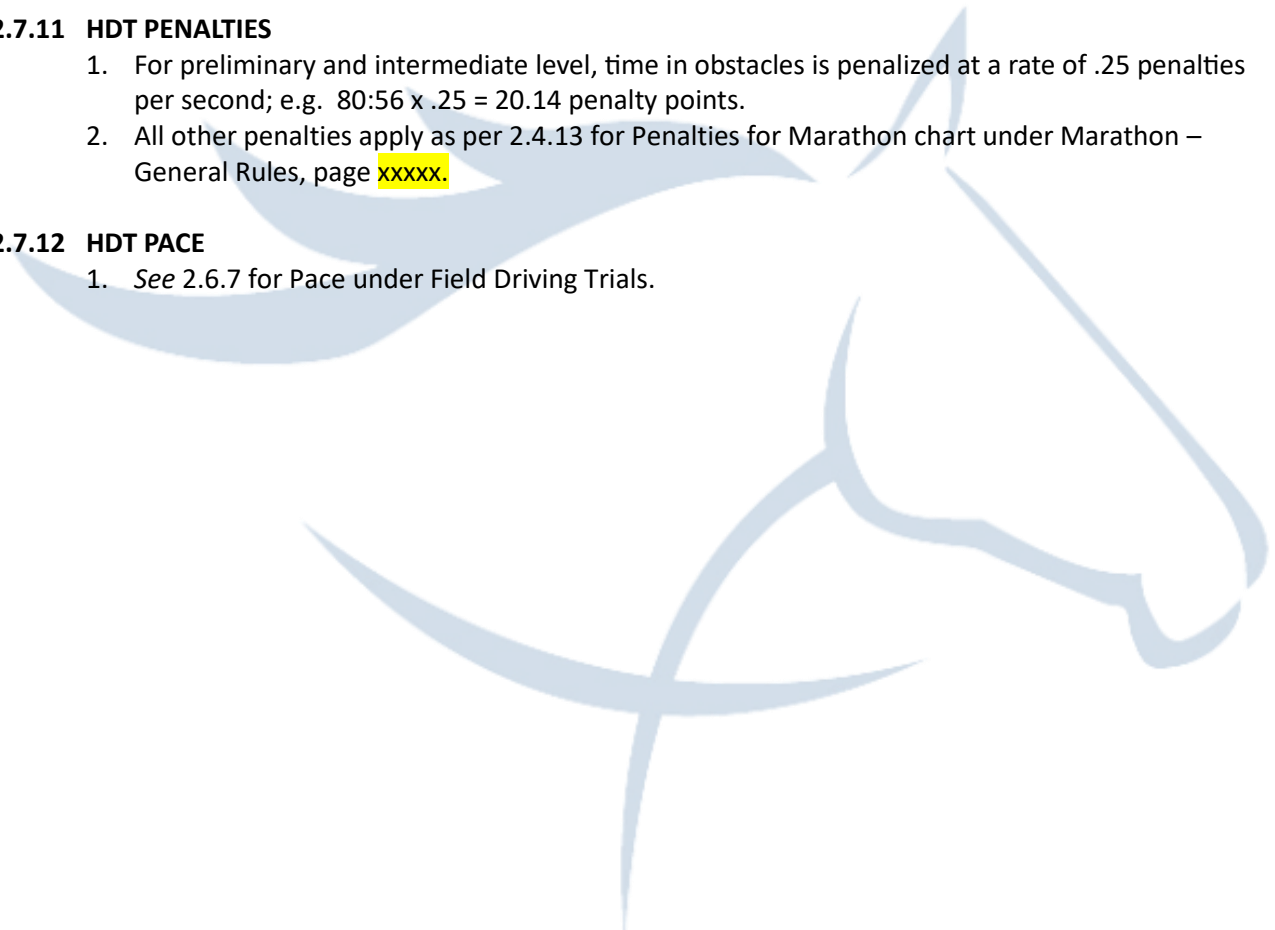 2.7.11 HDT PENALTIES
1. For preliminary and intermediate level, time in obstacles is penalized at a rate of .25 penalties
per second; e.g. 80:56 x .25 = 20.14 penalty points.
2. All other penalties apply as per 2.4.13 for Penalties for Marathon chart under Marathon –
General Rules, page xxxxx.
2.7.12 HDT PACE
1. See 2.6.7 for Pace under Field Driving Trials.